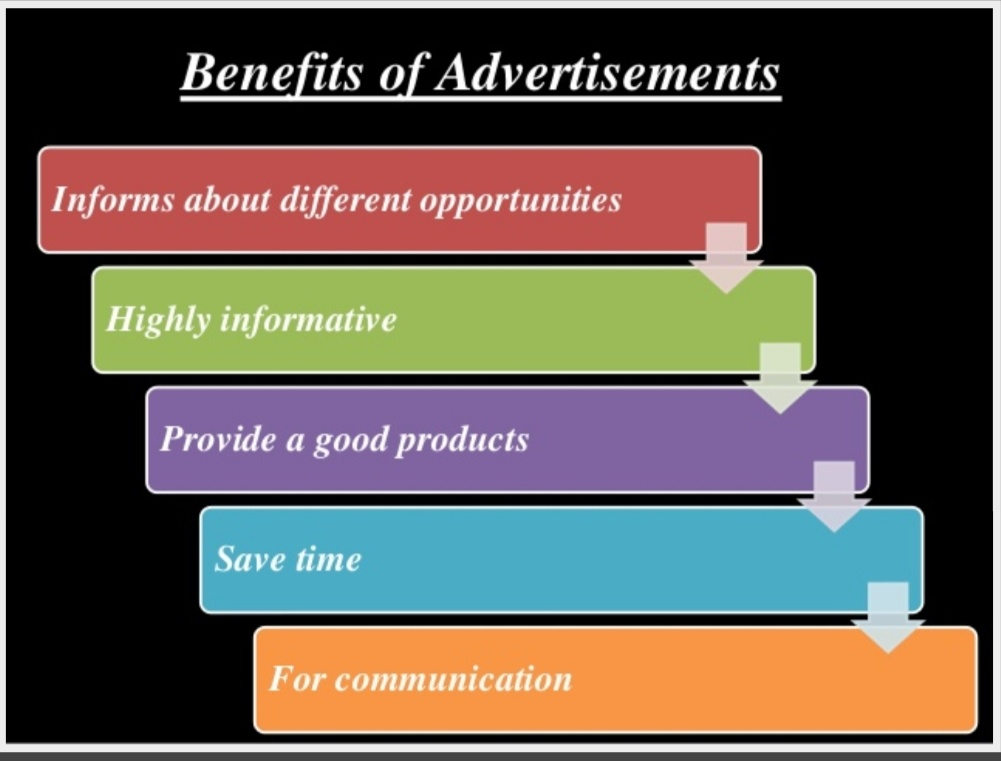 Benefits of Advertisements
Informs about different opportunities
Highly informative
Provide a good products
Save time
For communication